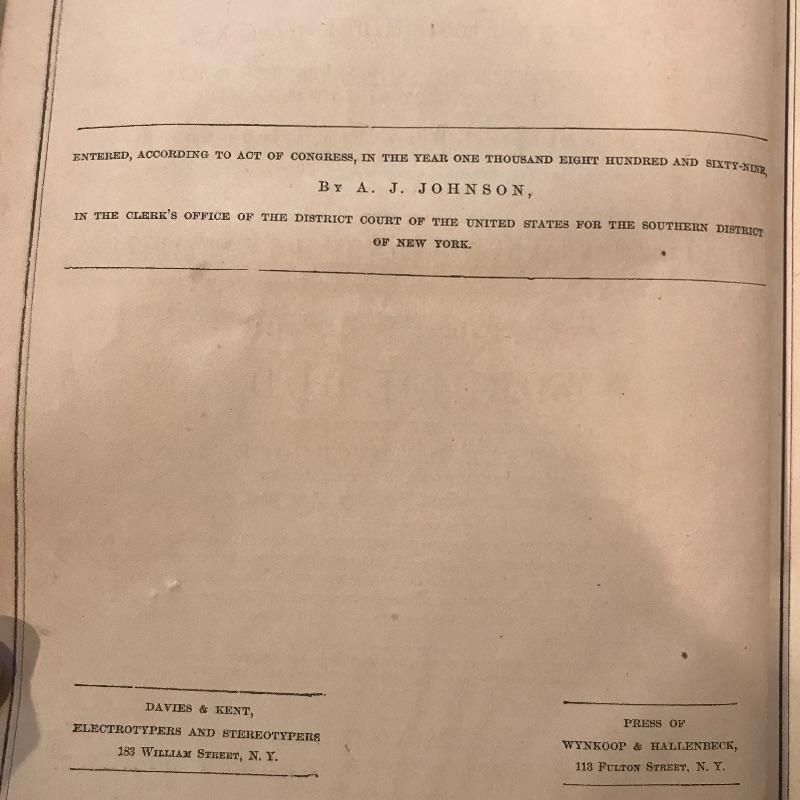 ENTERED, ACCORDING TO ACT OF CONGRESS, IN THE YEAR ONE THOUSAND EIGHT HUNDRED AND SIXTY-NINE,
BY A. J. JOHNSON,
IN THE CLERK'S OFFICE OF THE DISTRICT COURT OF THE UNITED STATES FOR THE SOUTHERN DISTRICT
OF NEW YORK.
DAVIES & KENT,
ELECTROTYPERS AND STEREOTYPERS
183 WILLIAM STREET, N. Y.
PRESS OF
WYNKOOP & HALLENBECK,
113 FULTON STREET, N. Y.